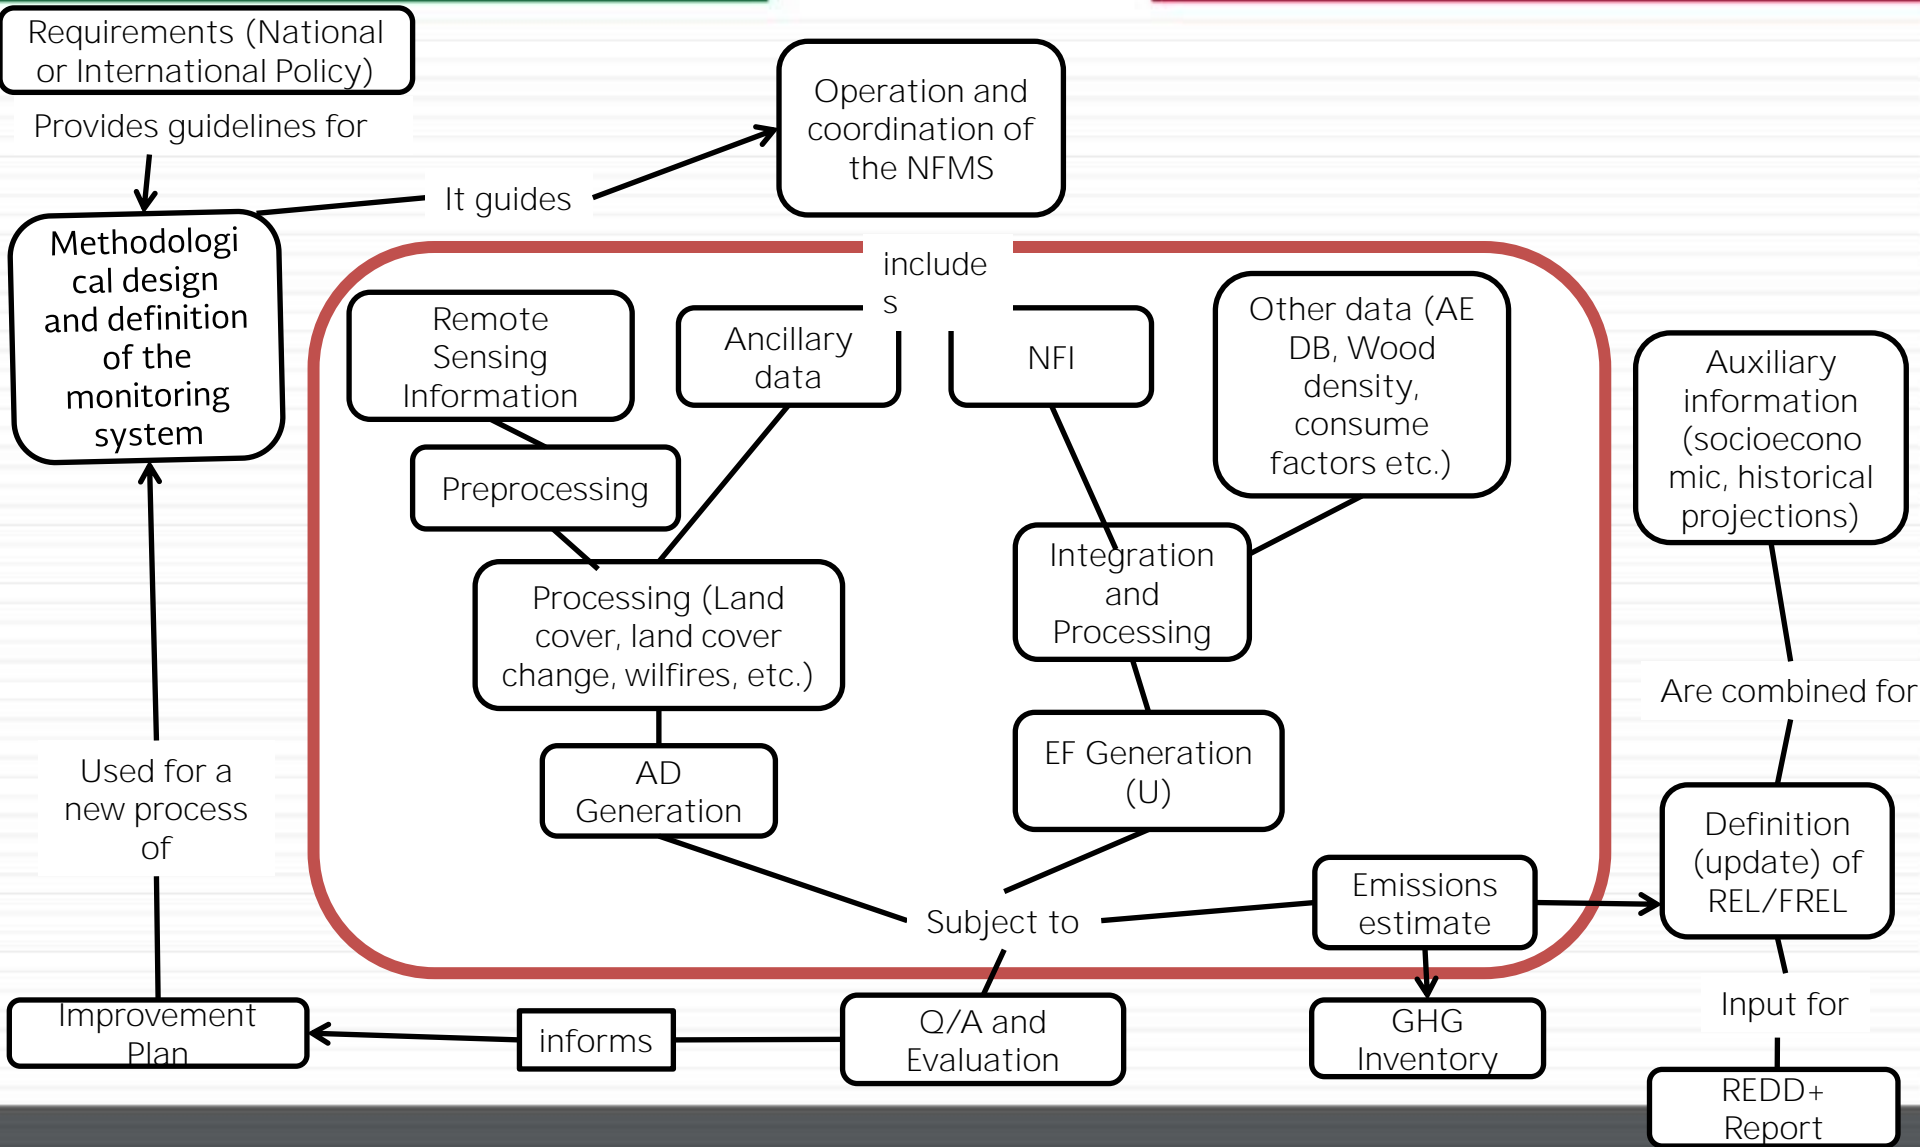 Requirements (National
or International Policy)
Provides guidelines for
Operation and
coordination of
the NFMS
It guides
Methodologi
cal design
and definition
of the
monitoring
system
include
s
Remote
Sensing
Information
Ancillary
data
NFI
Other data (AE
DB, Wood
density,
consume
factors etc.)
Auxiliary
information
(socioecono
mic, historical
projections)
Preprocessing
Integration
and
Processing
Processing (Land
cover, land cover
change, wilfires, etc.)
Are combined for
AD
Generation
EF Generation
(U)
Used for a
new process
of
Definition
(update) of
REL/FREL
Emissions
estimate
Subject to
Improvement
Plan
informs
Q/A and
Evaluation
GHG
Inventory
Input for
REDD+
Report